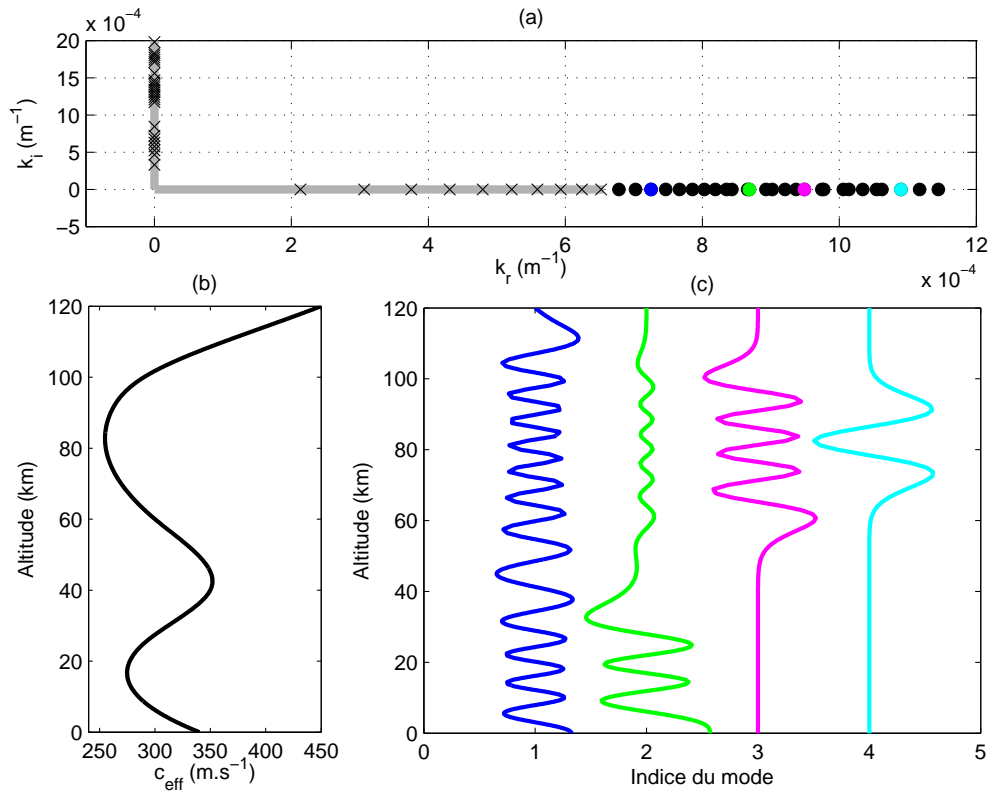 (a)
x 10⁻⁴
20
15
10
5
0
−5
kᵢ (m⁻¹)
0 2 4 6 8 10 12
kᵣ (m⁻¹)
x 10⁻⁴
(b)
120
100
80
60
40
20
0
Altitude (km)
250 300 350 400 450
c_eff (m.s⁻¹)
(c)
120
100
80
60
40
20
0
Altitude (km)
0 1 2 3 4 5
Indice du mode